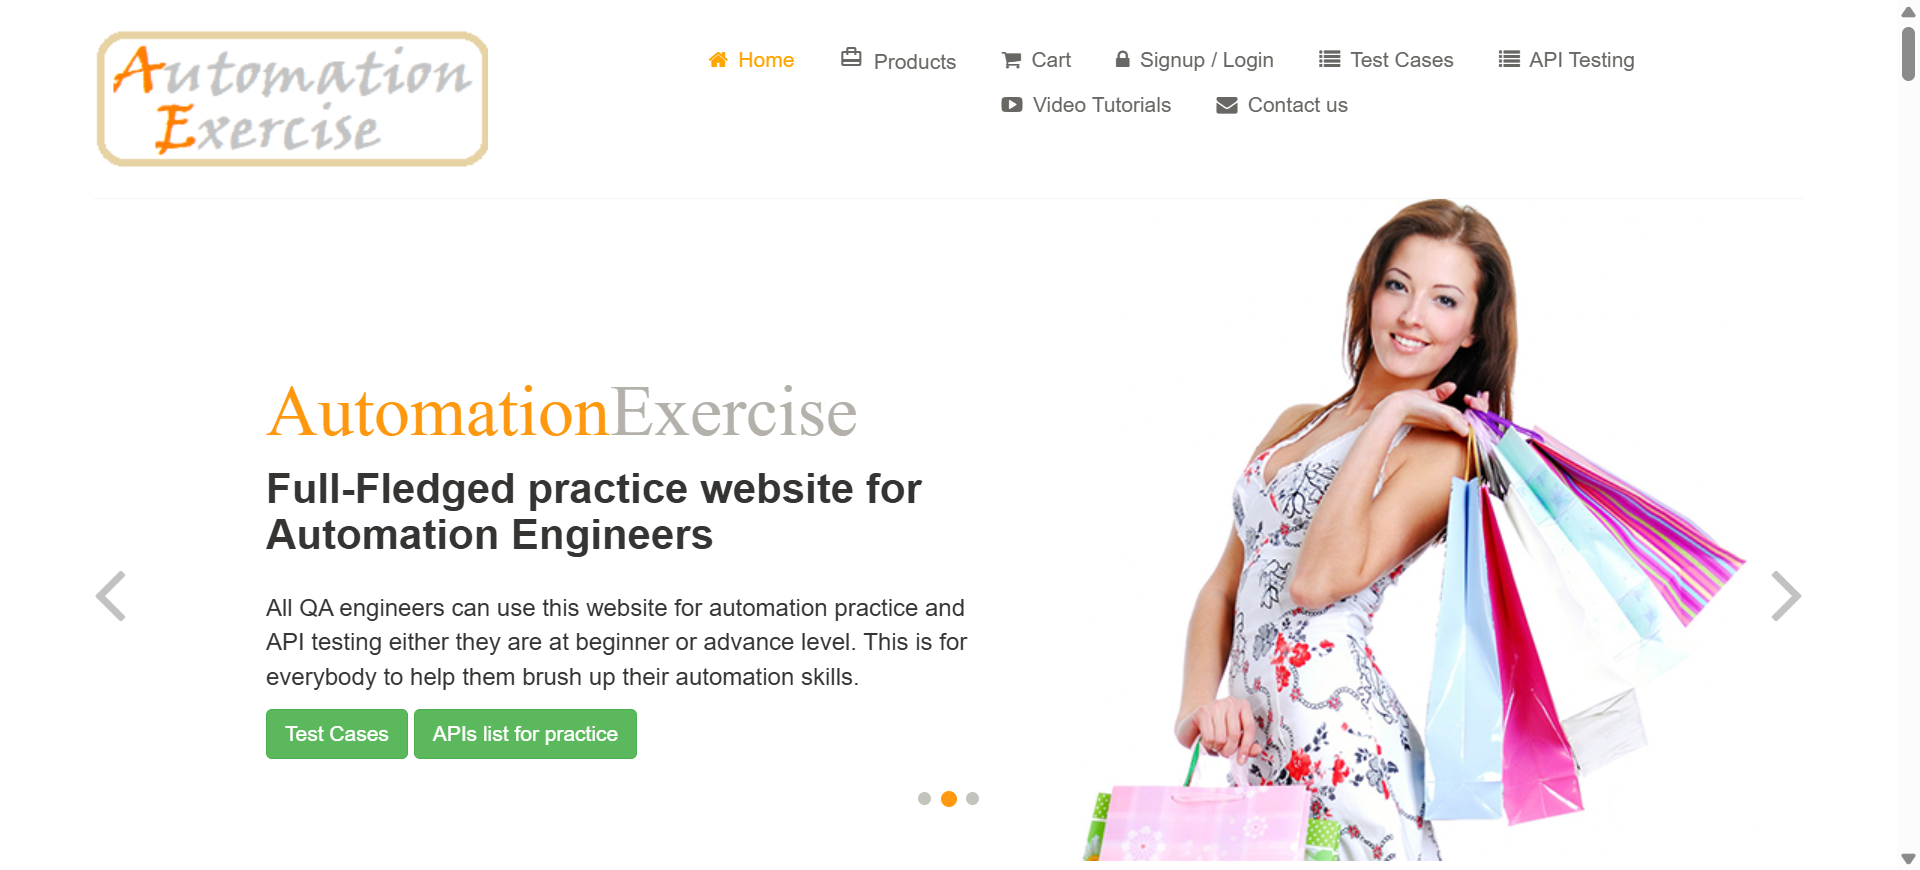 Automation
Exercise
Home
Products
Cart
Signup / Login
Test Cases
API Testing
Video Tutorials
Contact us
AutomationExercise
Full-Fledged practice website for
Automation Engineers
All QA engineers can use this website for automation practice and
API testing either they are at beginner or advance level. This is for
everybody to help them brush up their automation skills.
Test Cases
APIs list for practice